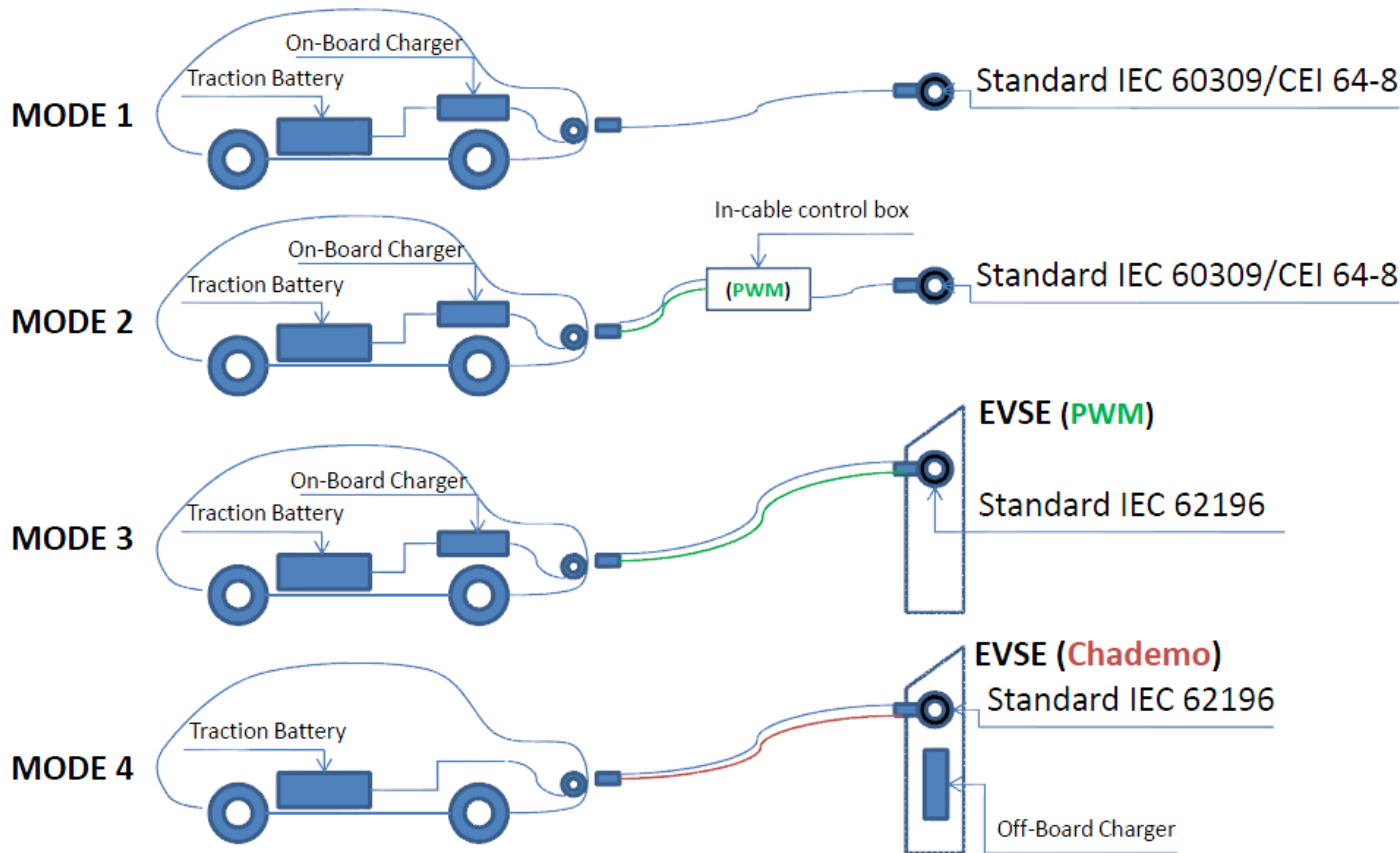 On-Board Charger
Traction Battery
MODE 1
Standard IEC 60309/CEI 64-8
In-cable control box
On-Board Charger
Traction Battery
(PWM)
Standard IEC 60309/CEI 64-8
MODE 2
EVSE (PWM)
On-Board Charger
Traction Battery
Standard IEC 62196
MODE 3
EVSE (Chademo)
Standard IEC 62196
Traction Battery
MODE 4
Off-Board Charger